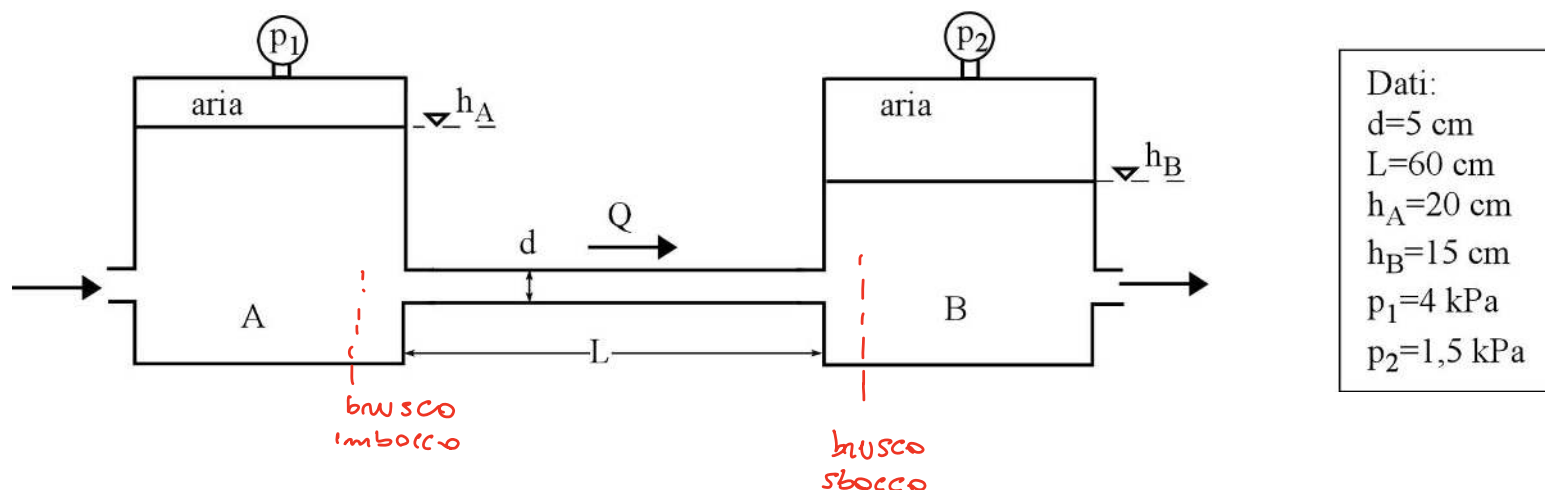 p1
p2
aria
hA
aria
hB
Q
d
A
B
L
brusco
imbocco
brusco
sbocco
Dati:
d=5 cm
L=60 cm
hA=20 cm
hB=15 cm
p1=4 kPa
p2=1,5 kPa